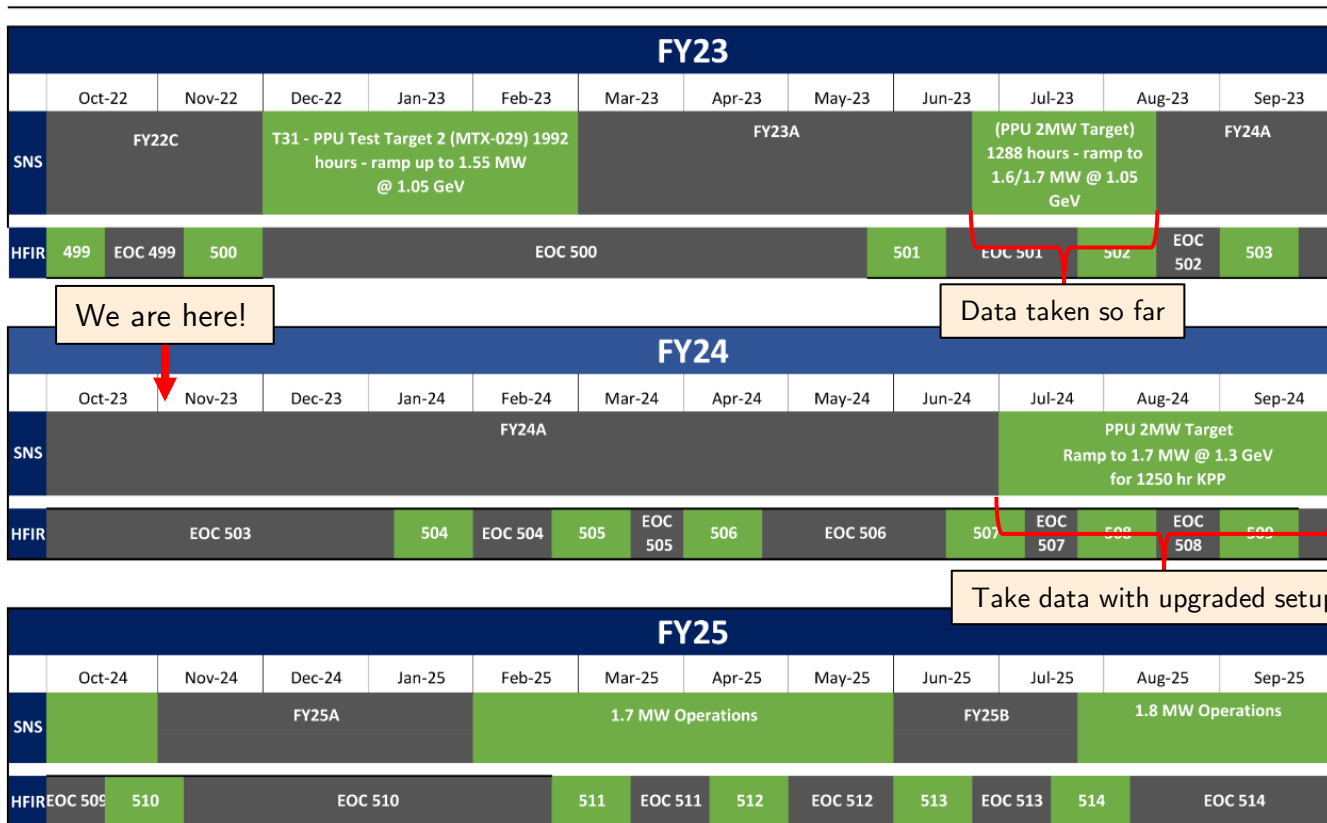 FY23
Oct-22 Nov-22 Dec-22 Jan-23 Feb-23 Mar-23 Apr-23 May-23 Jun-23 Jul-23 Aug-23 Sep-23
SNS
FY22C
T31 - PPU Test Target 2 (MTX-029) 1992
hours - ramp up to 1.55 MW
@ 1.05 GeV
FY23A
(PPU 2MW Target)
1288 hours - ramp to
1.6/1.7 MW @ 1.05
GeV
FY24A
HFIR 499 EOC 499 500 EOC 500 501 EOC 501 502 EOC 503
502
We are here!
Data taken so far
FY24
Oct-23 Nov-23 Dec-23 Jan-24 Feb-24 Mar-24 Apr-24 May-24 Jun-24 Jul-24 Aug-24 Sep-24
SNS
FY24A
PPU 2MW Target
Ramp to 1.7 MW @ 1.3 GeV
for 1250 hr KPP
HFIR EOC 503 504 EOC 504 505 EOC 506 EOC 506 507 EOC 508 EOC 509
505 507 508
Take data with upgraded setup
FY25
Oct-24 Nov-24 Dec-24 Jan-25 Feb-25 Mar-25 Apr-25 May-25 Jun-25 Jul-25 Aug-25 Sep-25
SNS
FY25A
1.7 MW Operations
FY25B
1.8 MW Operations
HFIR EOC 509 510 EOC 510 511 EOC 511 512 EOC 512 513 EOC 513 514 EOC 514